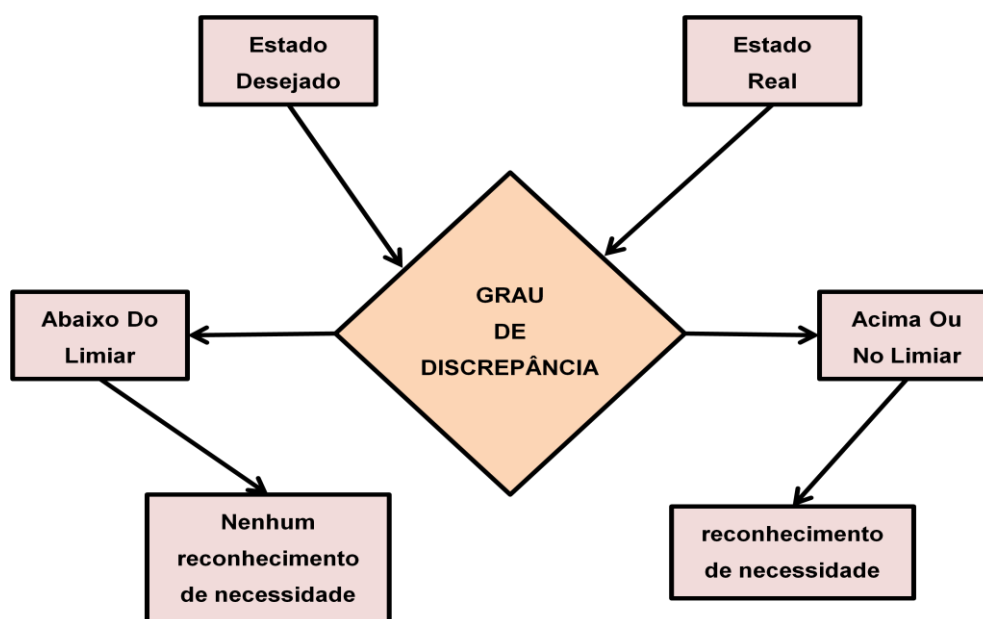 Estado
Desejado
Estado
Real
GRAU
DE
DISCREPÂNCIA
Abaixo Do
Limiar
Acima Ou
No Limiar
Nenhum
reconhecimento
de necessidade
reconhecimento
de necessidade